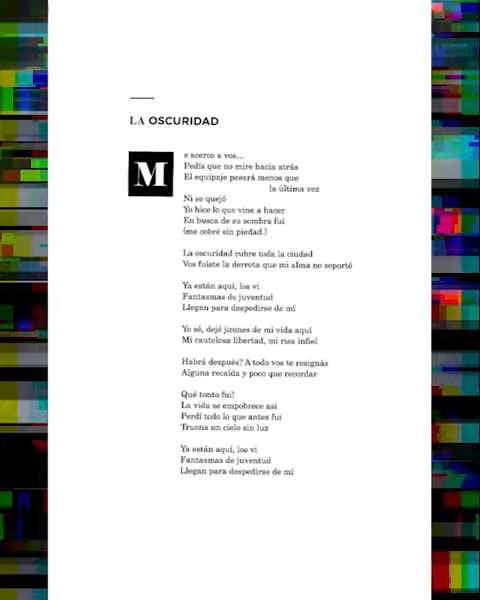 LA OSCURIDAD
Me acerco a vos...
Pedís que no mire hacia atrás
El equipaje pesará menos que
la última vez
Ni se quejó
Yo hice lo que vine a hacer
En busca de su sombra fui
(me cobré sin piedad.)
La oscuridad cubre toda la ciudad
Vos fuiste la derrota que mi alma no soportó
Ya están aquí, los vi
Fantasmas de juventud
Llegan para despedirse de mí
Yo sé, dejé jirones de mi vida aquí
Mi cautelosa libertad, mi risa infiel
Habrá después? A todo vos te resignás
Alguna recaída y poco que recordar
Qué tonto fui!
La vida se empobrece así
Perdí todo lo que antes fui
Truena un cielo sin luz
Ya están aquí, los vi
Fantasmas de juventud
Llegan para despedirse de mí